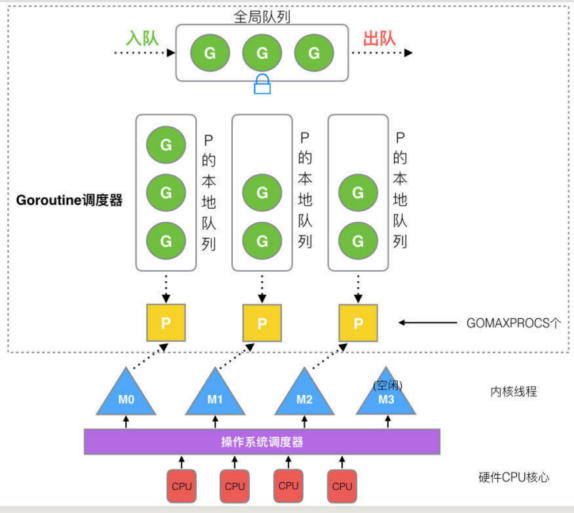 全局队列
入队
G G G
出队
G
G
G
P的本地队列
G
G
P的本地队列
G
G
P的本地队列
Goroutine调度器
P P P
GOMAXPROCS个
M0 M1 M2 (空闲) M3
内核线程
操作系统调度器
CPU CPU CPU CPU
硬件CPU核心